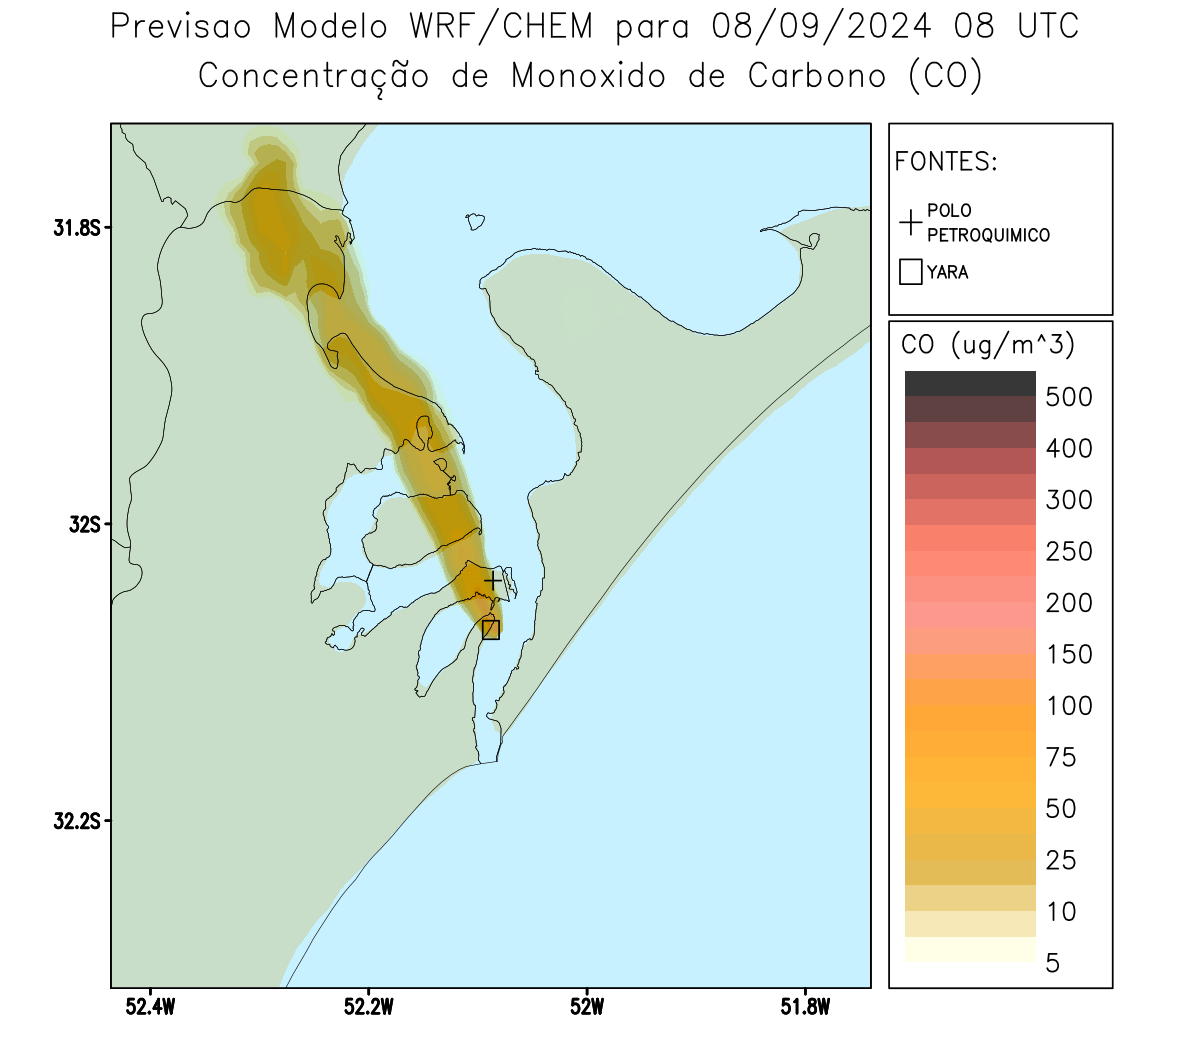 Previsao Modelo WRF/CHEM para 08/09/2024 08 UTC
Concentração de Monoxido de Carbono (CO)
FONTES:
POLO
PETROQUIMICO
YARA
CO (ug/m^3)
500
400
300
250
200
150
100
75
50
25
10
5
31.8S
32S
32.2S
52.4W
52.2W
52W
51.8W